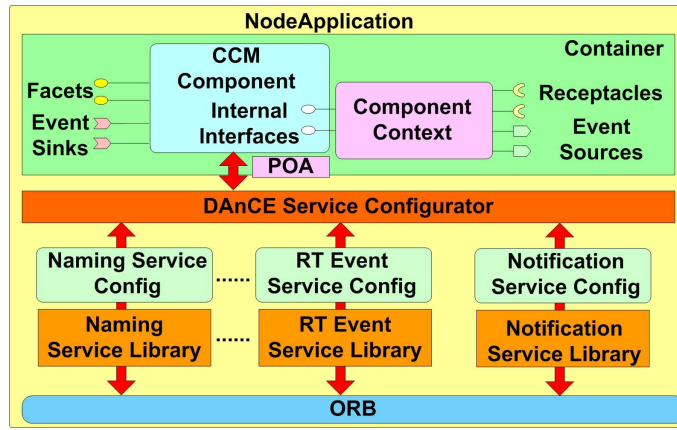 NodeApplication
Container
CCM
Component
Internal
Interfaces
Facets
Event
Sinks
Component
Context
Receptacles
Event
Sources
POA
DAnCE Service Configurator
Naming Service
Config
......
RT Event
Service Config
Notification
Service Config
Naming
Service Library
......
RT Event
Service Library
Notification
Service Library
ORB